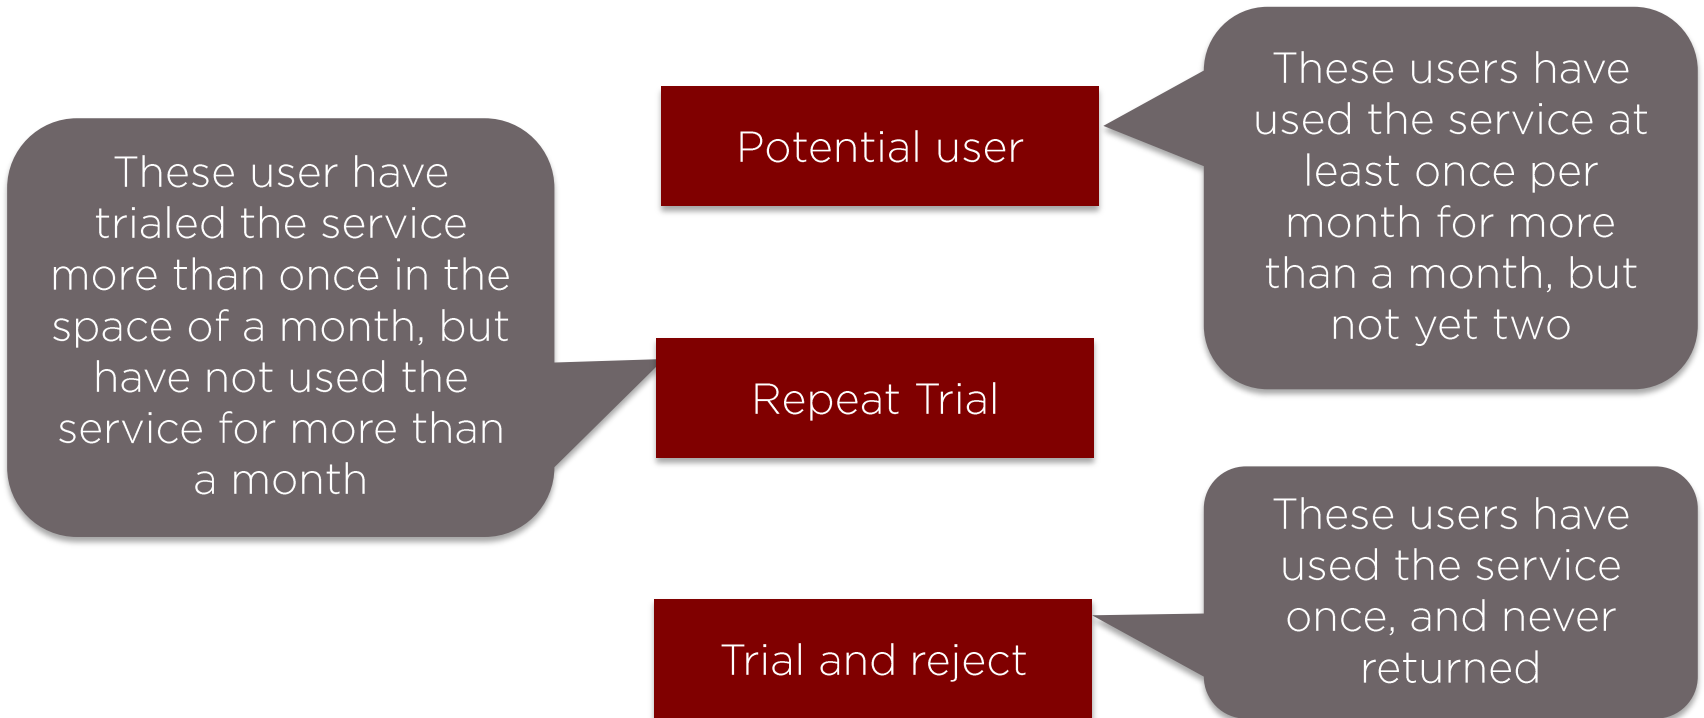 Potential user
These users have
used the service at
least once per
month for more
than a month, but
not yet two
These user have
trialed the service
more than once in the
space of a month, but
have not used the
service for more than
a month
Repeat Trial
Trial and reject
These users have
used the service
once, and never
returned